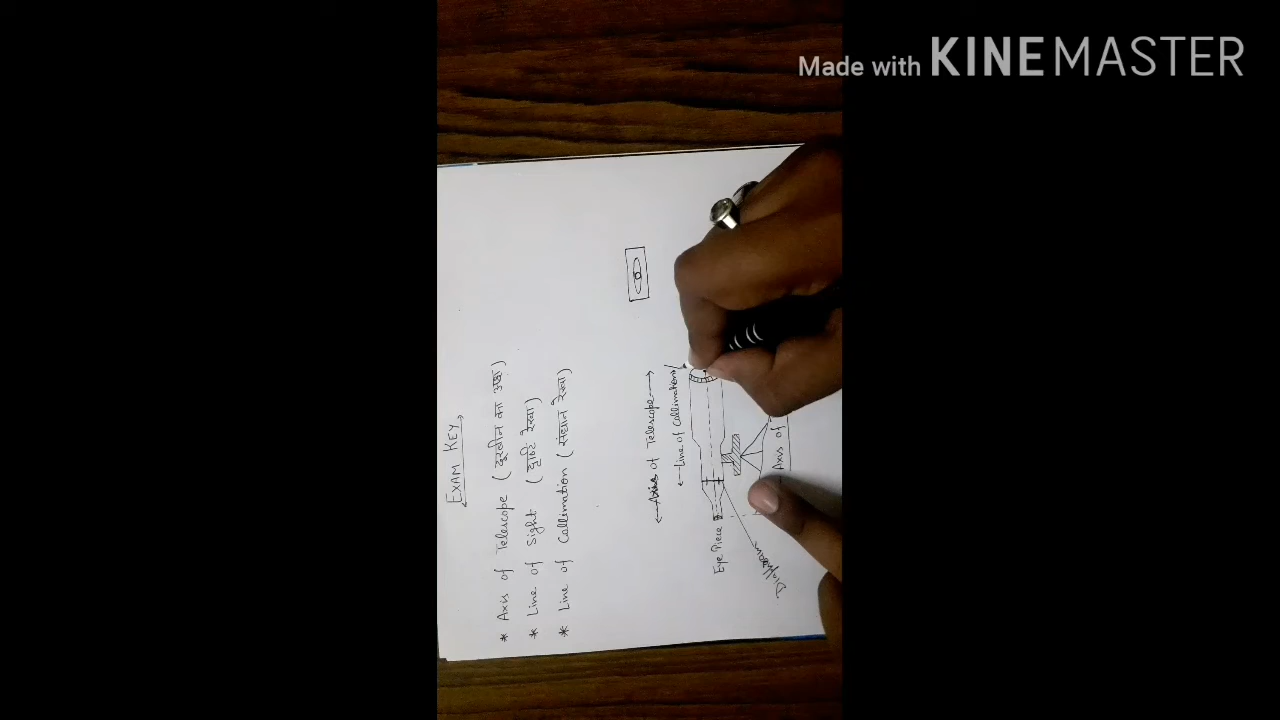 Made with KINEMASTER
EXAM KEY
* Axis of Telescope (दूरबीन का अक्ष)
* Line of Sight (दृष्टि रेखा)
* Line of Collimation (संधान रेखा)
Axis of Telescope
Line of Collimation
Eye Piece
Axis of